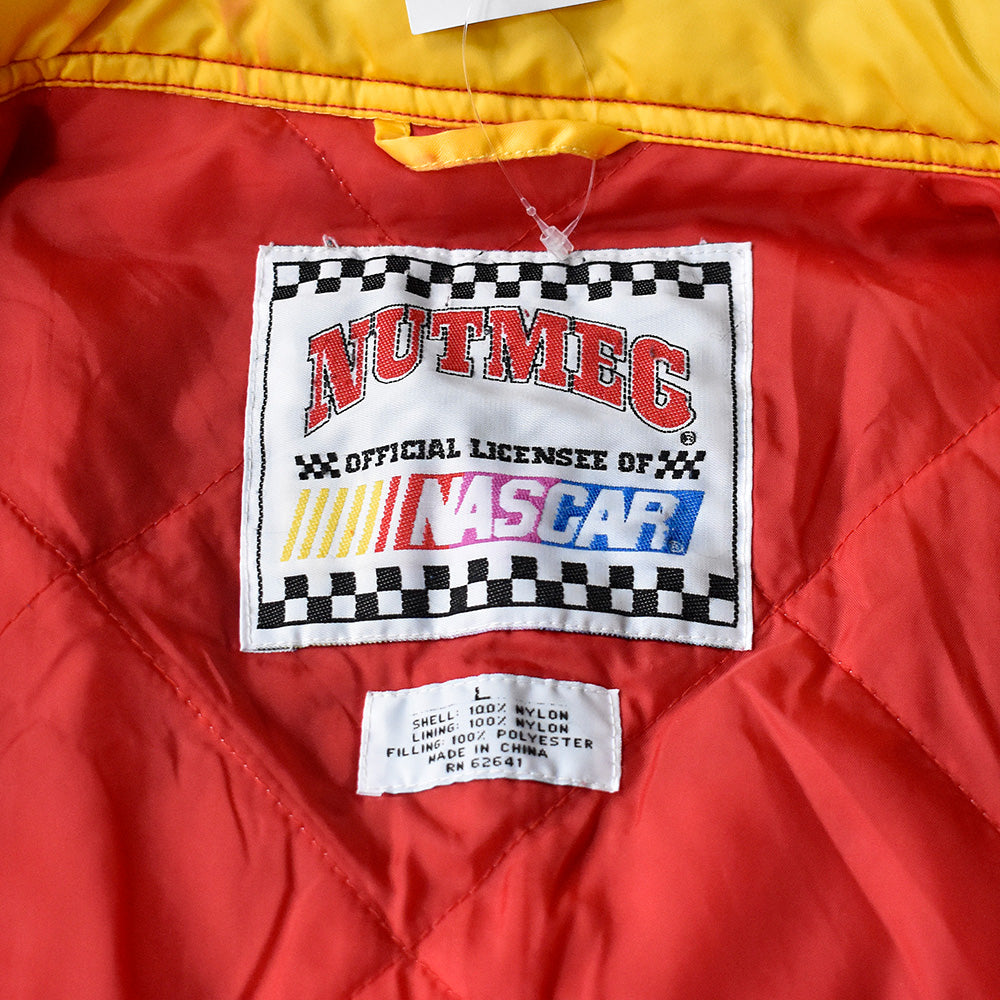 NUTMEG®
OFFICIAL LICENSEE OF
NASCAR®
L
SHELL: 100% NYLON
LINING: 100% NYLON
FILLING: 100% POLYESTER
MADE IN CHINA
RN 62641